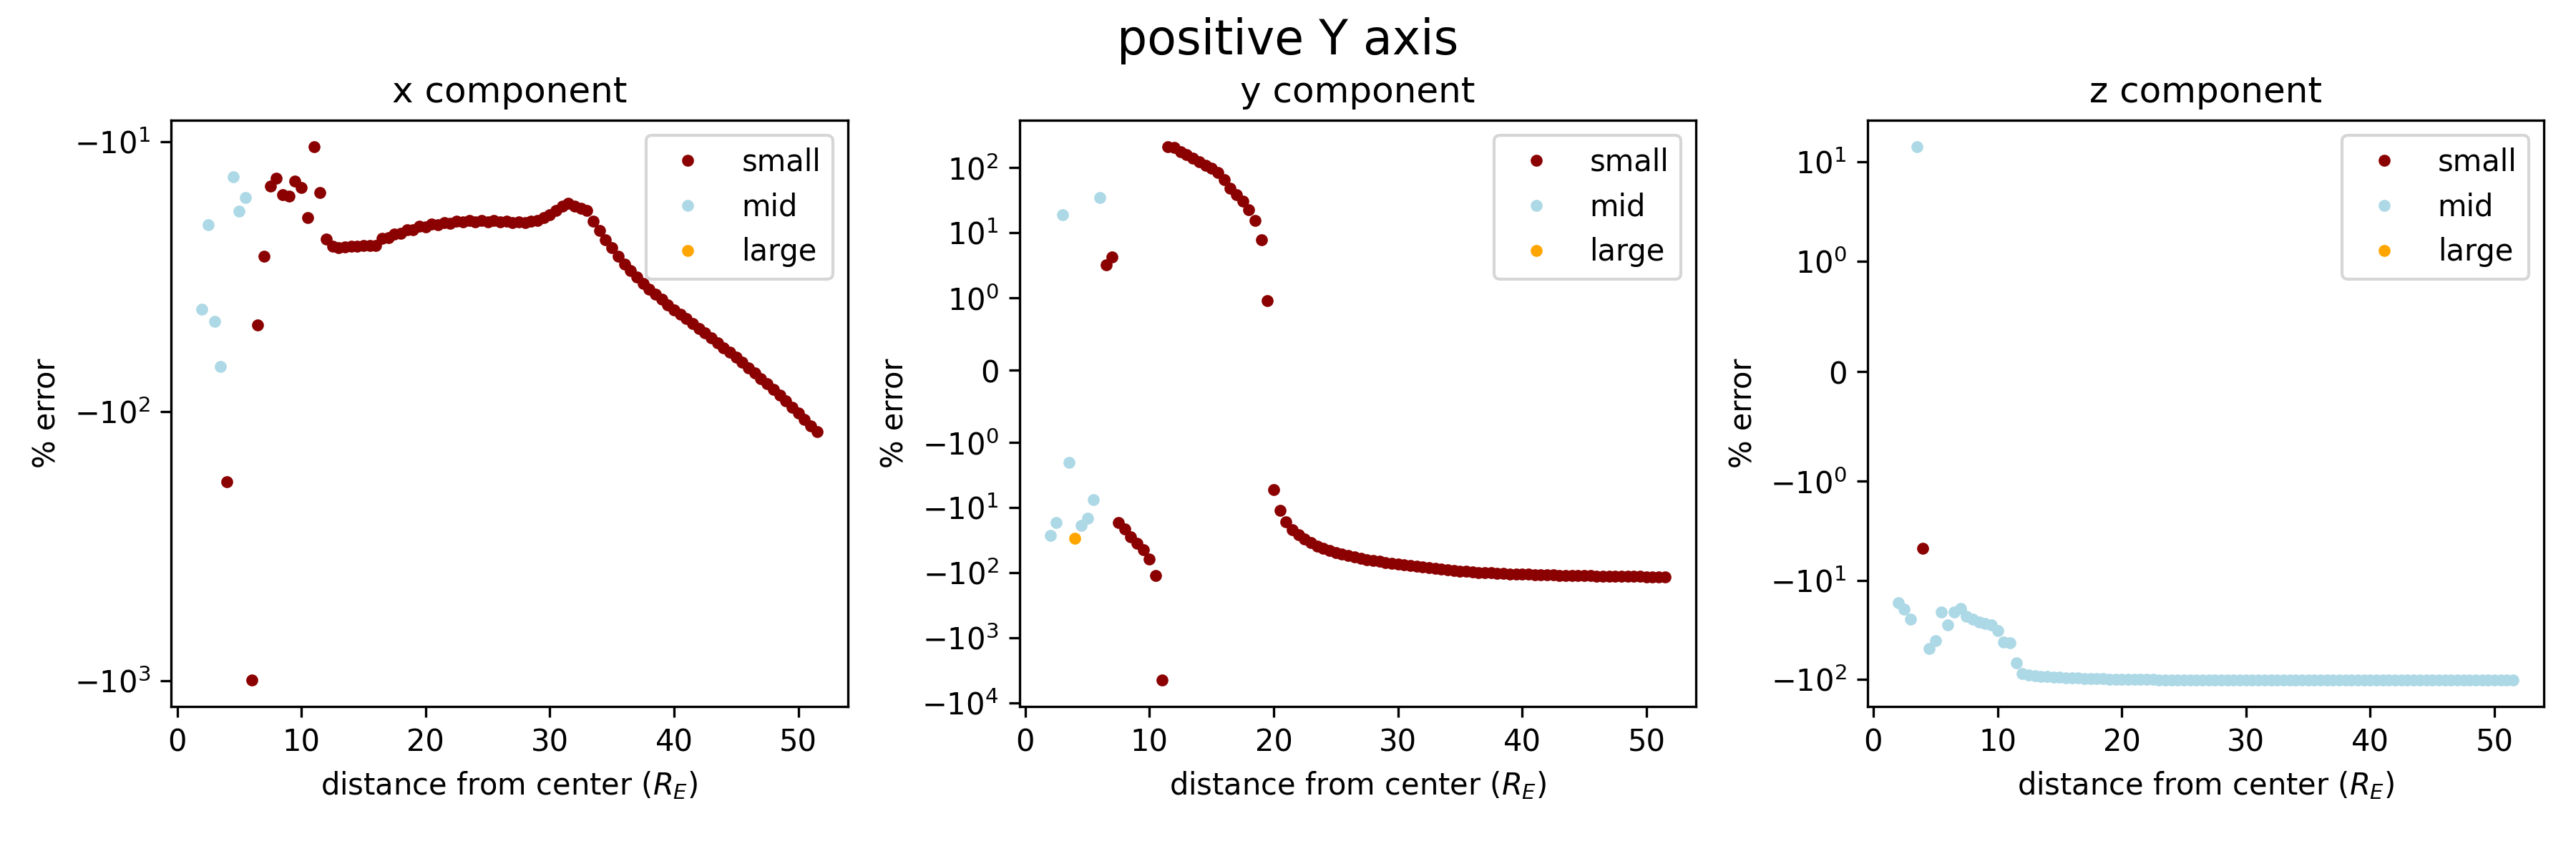 positive Y axis
x component
−10¹
−10²
−10³
0 10 20 30 40 50
% error
distance from center (R_E)
small
mid
large
y component
10²
10¹
10⁰
0
−10⁰
−10¹
−10²
−10³
−10⁴
0 10 20 30 40 50
% error
distance from center (R_E)
small
mid
large
z component
10¹
10⁰
0
−10⁰
−10¹
−10²
0 10 20 30 40 50
% error
distance from center (R_E)
small
mid
large